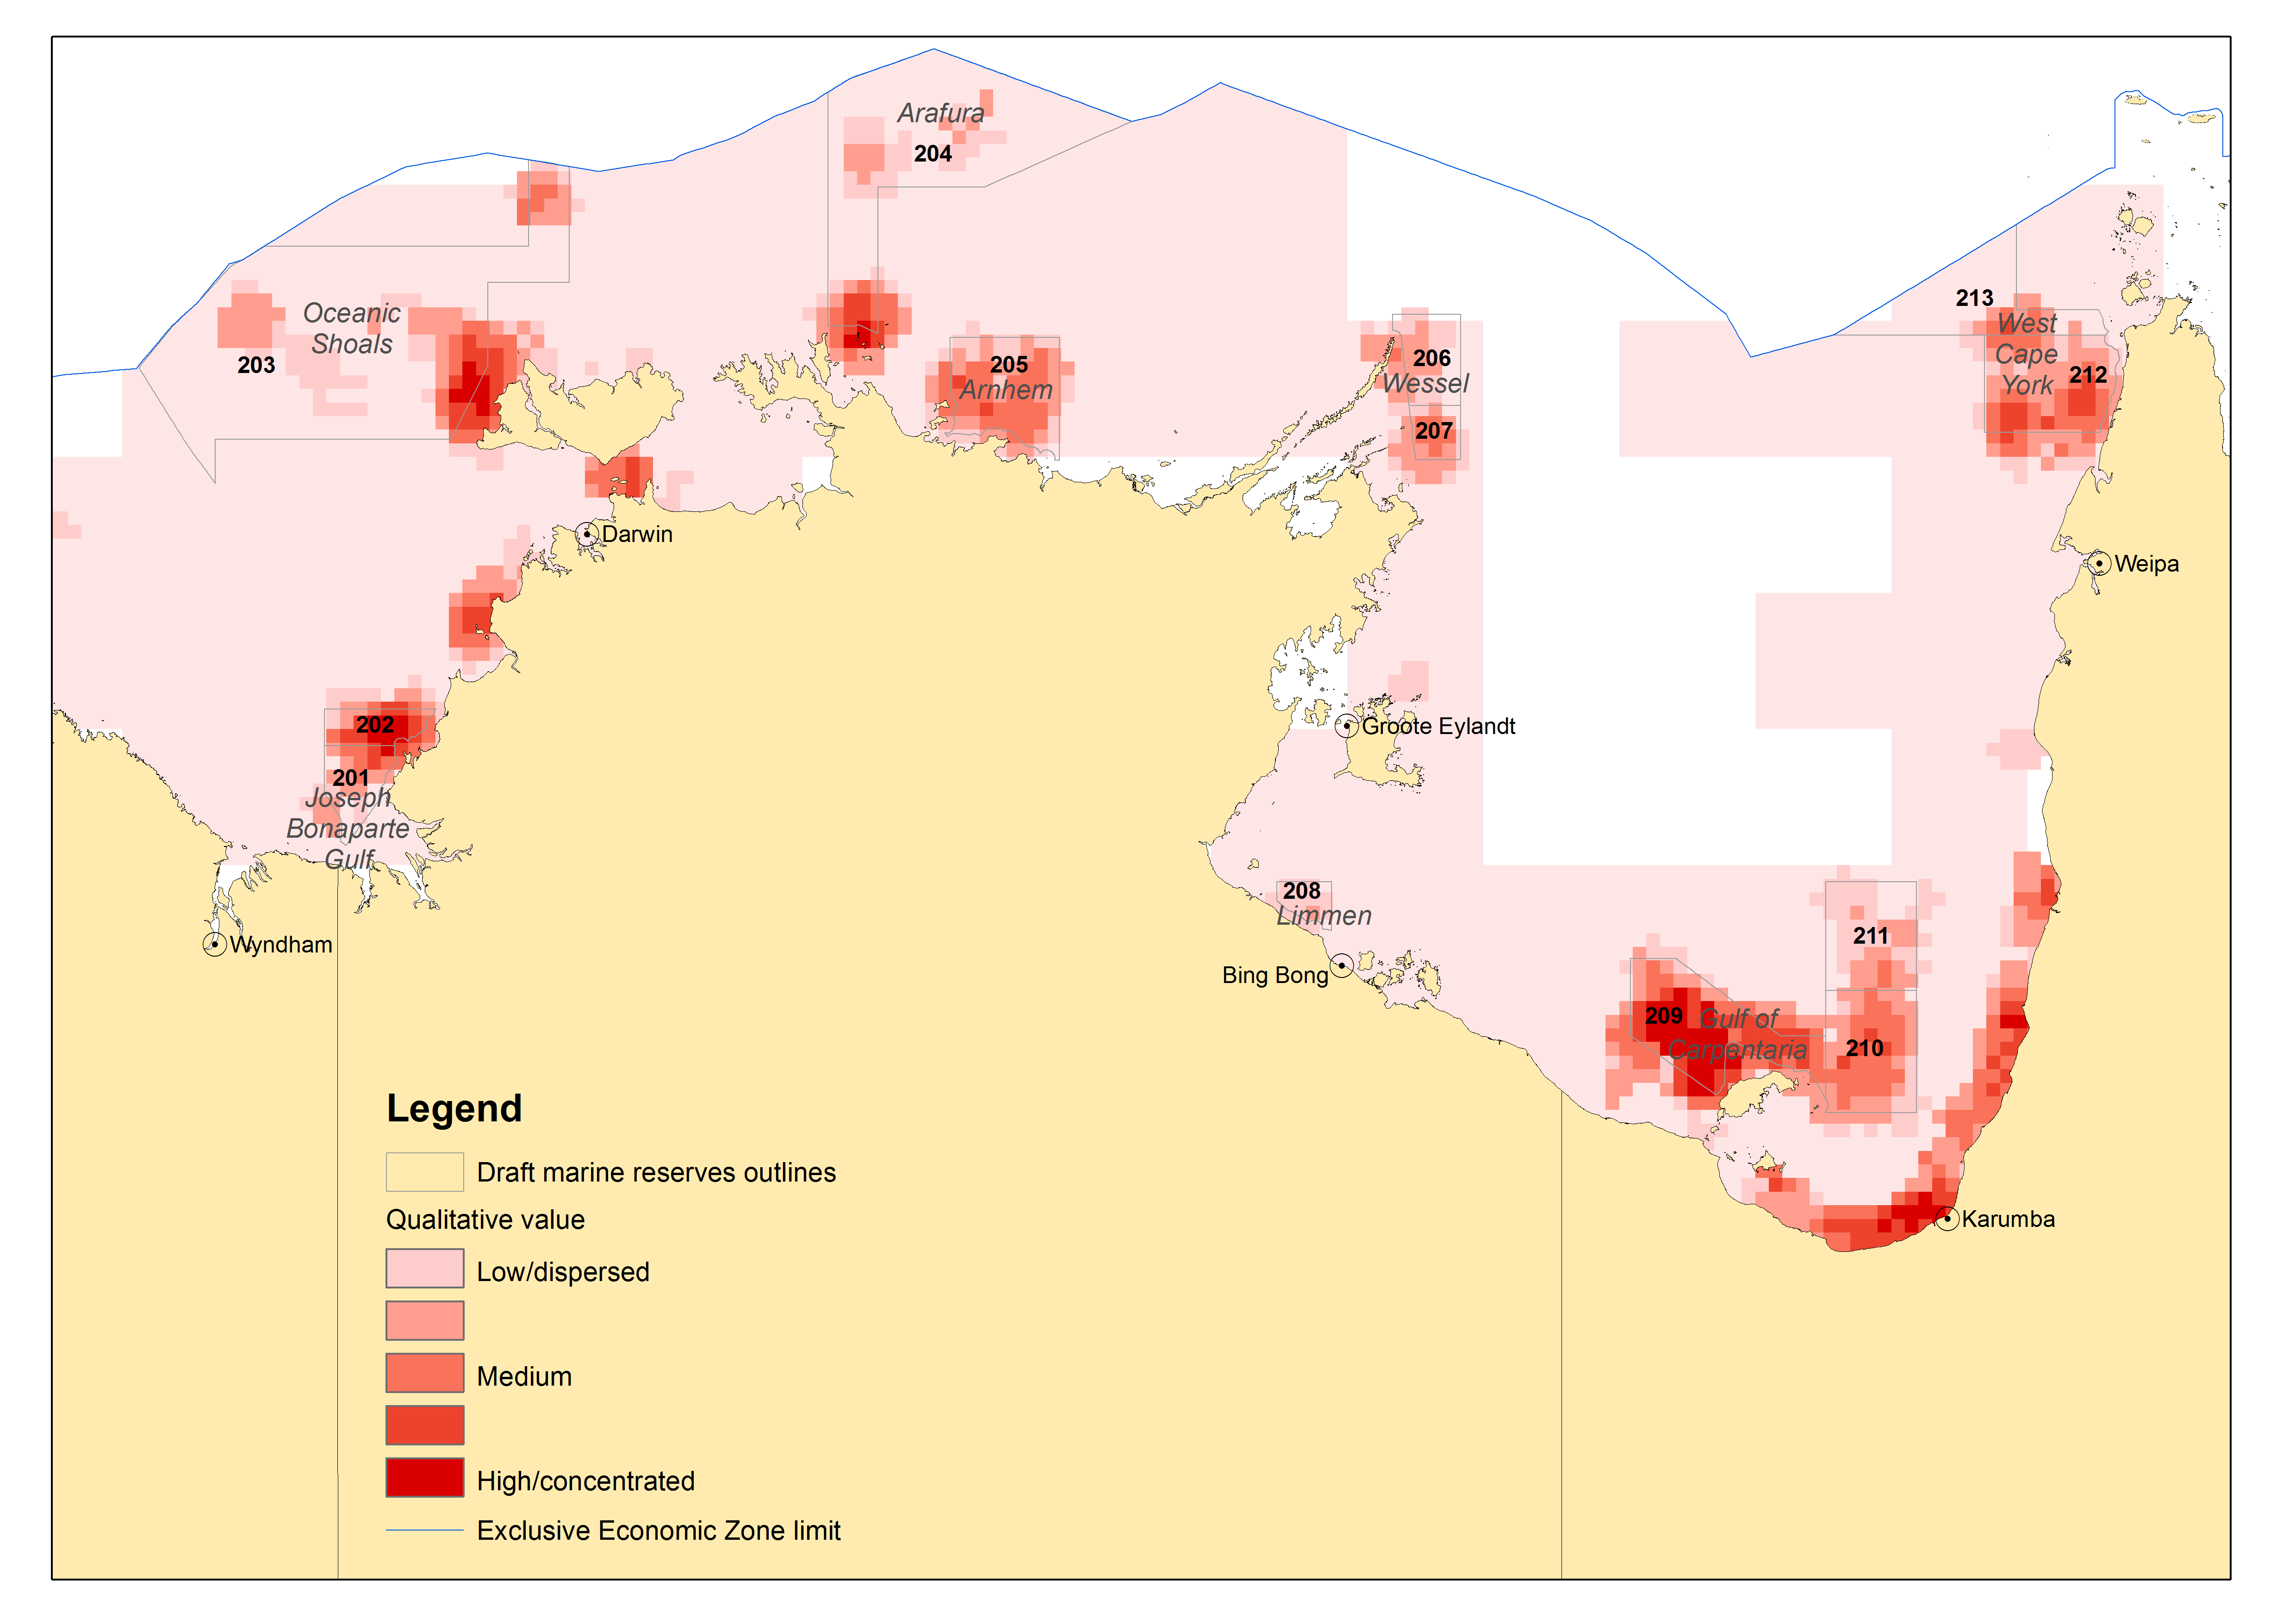 Arafura
204
Oceanic
Shoals
203
213
West
Cape
York
212
205
Arnhem
206
Wessel
207
Darwin
Weipa
202
201
Joseph
Bonaparte
Gulf
Groote Eylandt
Wyndham
208
Limmen
Bing Bong
211
209
Gulf of
Carpentaria
210
Karumba
Legend
Draft marine reserves outlines
Qualitative value
Low/dispersed
Medium
High/concentrated
Exclusive Economic Zone limit